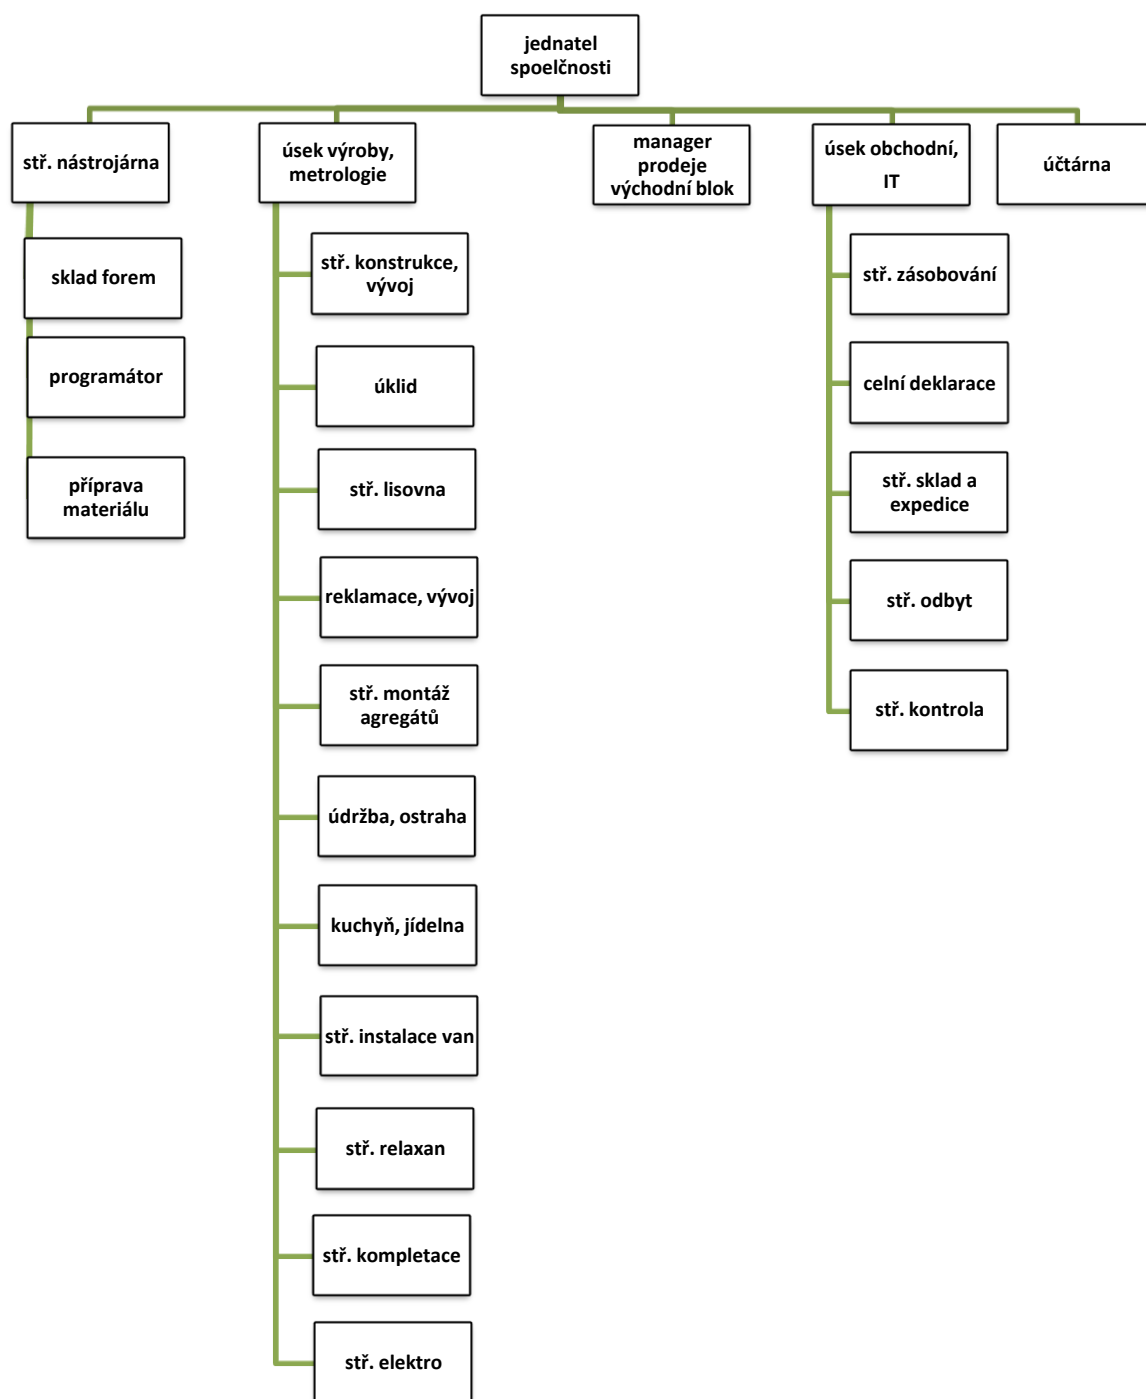 jednatel
spoelčnosti
stř. nástrojárna
úsek výroby,
metrologie
manager
prodeje
východní blok
úsek obchodní,
IT
účtárna
sklad forem
programátor
příprava
materiálu
stř. konstrukce,
vývoj
úklid
stř. lisovna
reklamace, vývoj
stř. montáž
agregátů
údržba, ostraha
kuchyň, jídelna
stř. instalace van
stř. relaxan
stř. kompletace
stř. elektro
stř. zásobování
celní deklarace
stř. sklad a
expedice
stř. odbyt
stř. kontrola